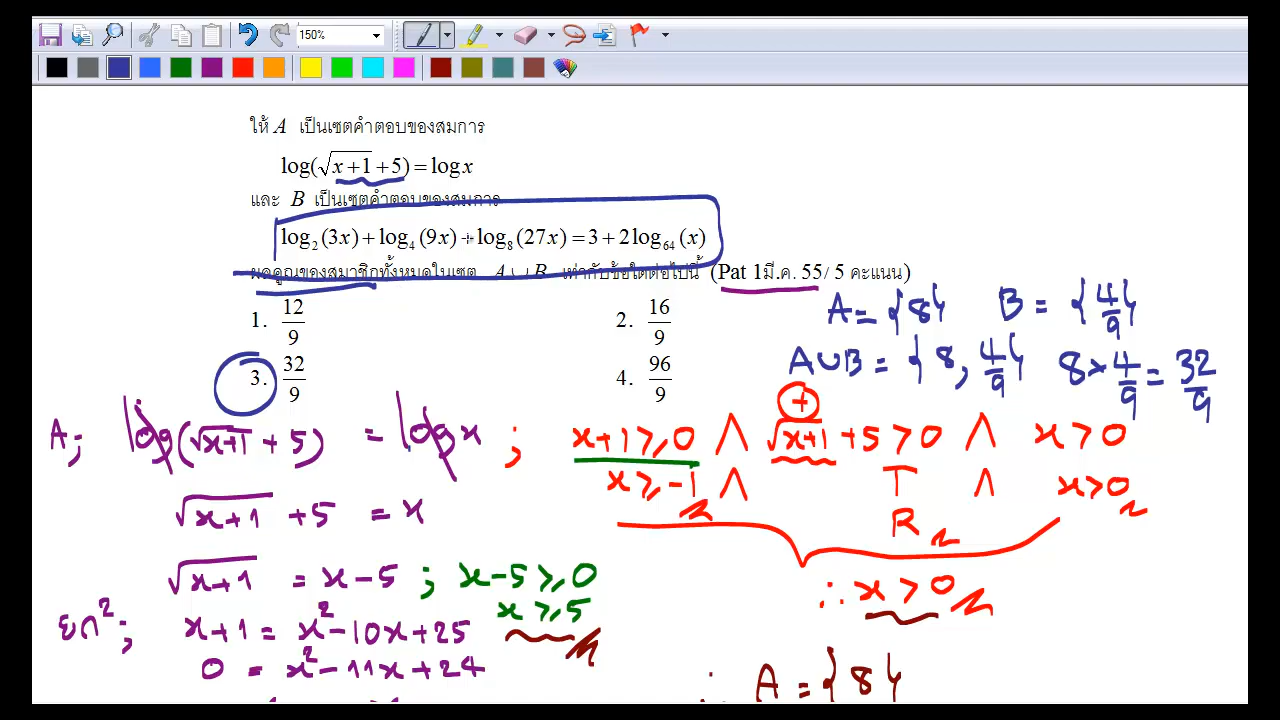 150%
ให้ A เป็นเซตคำตอบของสมการ
log(√x+1 + 5) = log x
และ B เป็นเซตคำตอบของสมการ
log₂(3x) + log₄(9x) + log₈(27x) = 3 + 2log₆₄(x)
ผลคูณของสมาชิกทั้งหมดในเซต A∪B เท่ากับข้อใดต่อไปนี้ (Pat 1มี.ค. 55/ 5 คะแนน)
1. 12/9 2. 16/9
3. 32/9 4. 96/9
A = {8} B = {4/9}
A∪B = {8, 4/9} 8 × 4/9 = 32/9
A; log(√x+1 + 5) = log x ; x+1 ≥ 0 ∧ √x+1 + 5 > 0 ∧ x > 0
+
x ≥ -1 ∧ T ∧ x > 0
√x+1 + 5 = x
R
√x+1 = x-5 ; x-5 ≥ 0
∴ x > 0
x ≥ 5
ยก²; x+1 = x²-10x+25
0 = x²-11x+24
∴ A = {8}